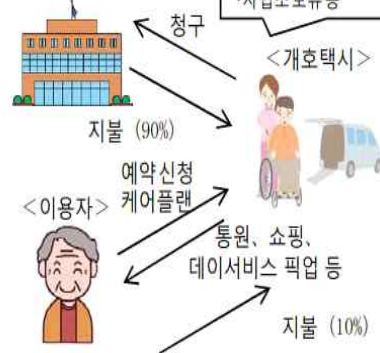 청구
<개호택시>
지불 (90%)
예약신청
케어플랜
<이용자>
통원、쇼핑、
데이서비스 픽업 등
지불 (10%)